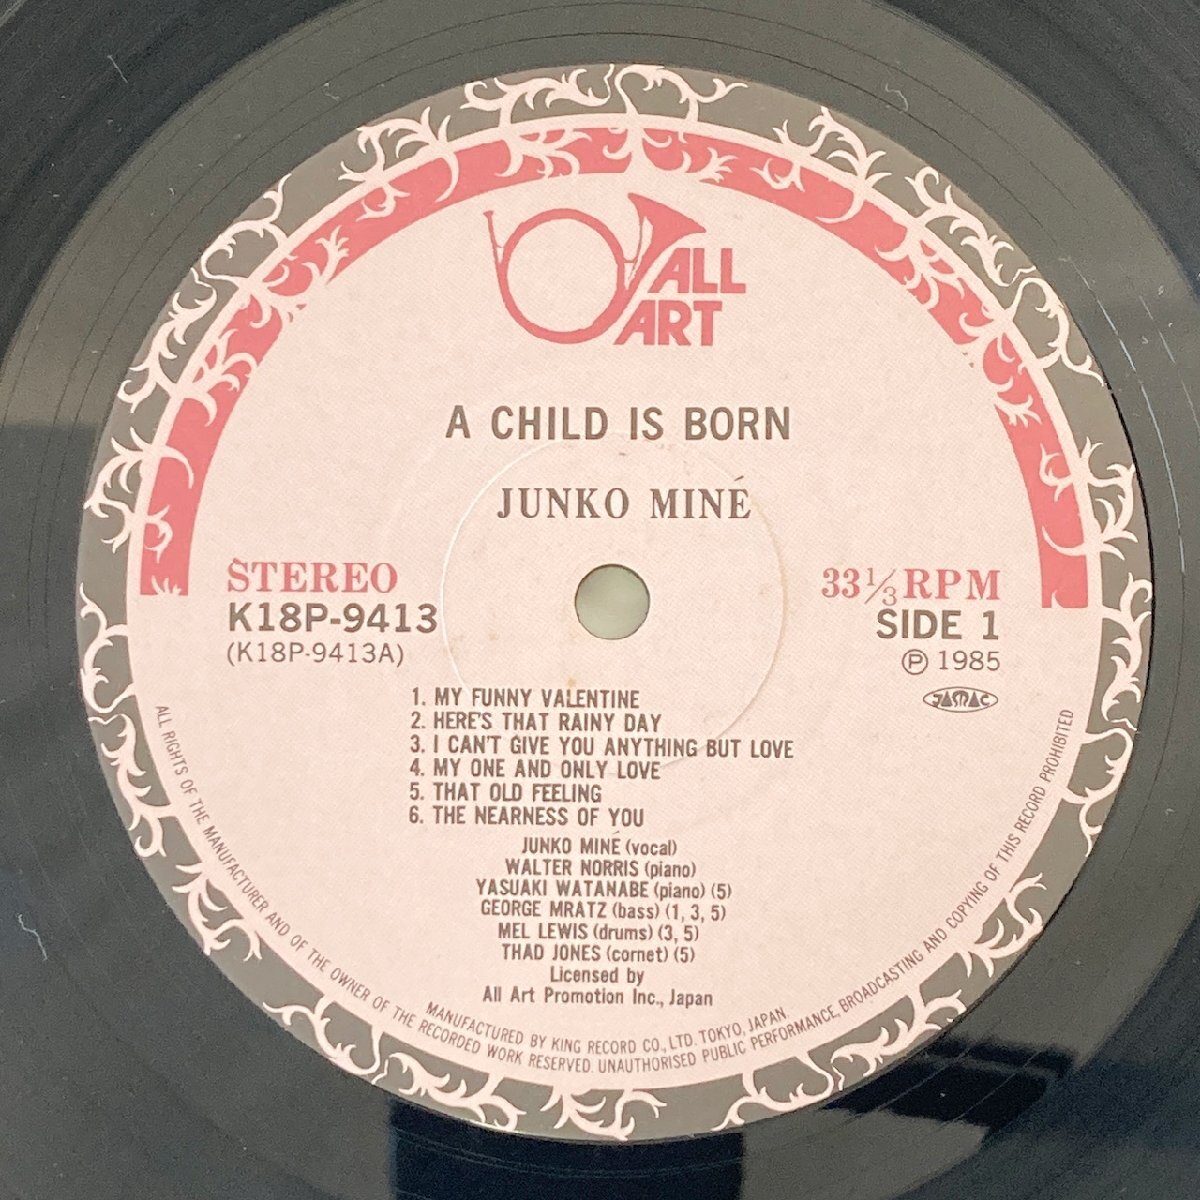 ALL
ART
A CHILD IS BORN
JUNKO MINÉ
STEREO
K18P-9413
(K18P-9413A)
33⅓ RPM
SIDE 1
Ⓟ 1985
JASRAC
1. MY FUNNY VALENTINE
2. HERE'S THAT RAINY DAY
3. I CAN'T GIVE YOU ANYTHING BUT LOVE
4. MY ONE AND ONLY LOVE
5. THAT OLD FEELING
6. THE NEARNESS OF YOU
JUNKO MINÉ (vocal)
WALTER NORRIS (piano)
YASUAKI WATANABE (piano) (5)
GEORGE MRATZ (bass) (1, 3, 5)
MEL LEWIS (drums) (3, 5)
THAD JONES (cornet) (5)
Licensed by
All Art Promotion Inc., Japan
MANUFACTURED BY KING RECORD CO., LTD. TOKYO, JAPAN
ALL RIGHTS OF THE MANUFACTURER AND OF THE OWNER OF THE RECORDED WORK RESERVED. UNAUTHORISED PUBLIC PERFORMANCE, BROADCASTING AND COPYING OF THIS RECORD PROHIBITED